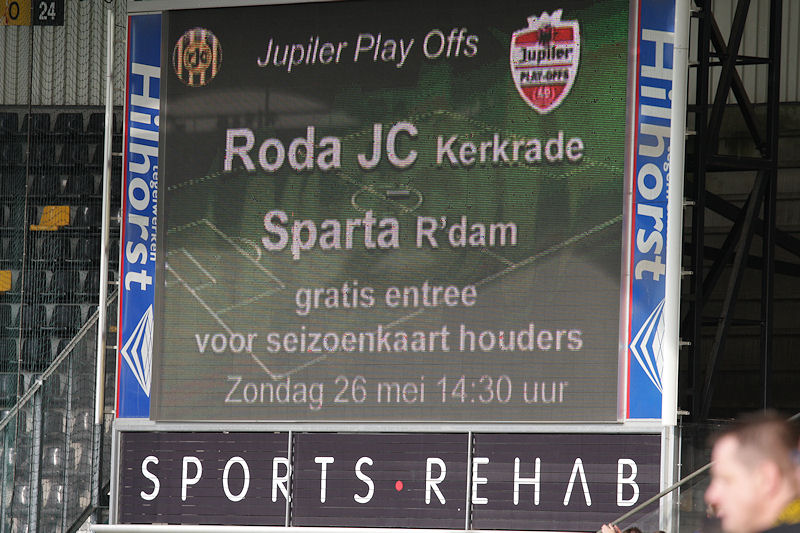 0 24
Jupiler Play Offs
Jupiler
PLAY-OFFS
Roda JC Kerkrade
Sparta R'dam
gratis entree
voor seizoenkaart houders
Zondag 26 mei 14:30 uur
Hilhorst
tegelwerken
Hilhorst
tegelwerken
SPORTS•REHAB